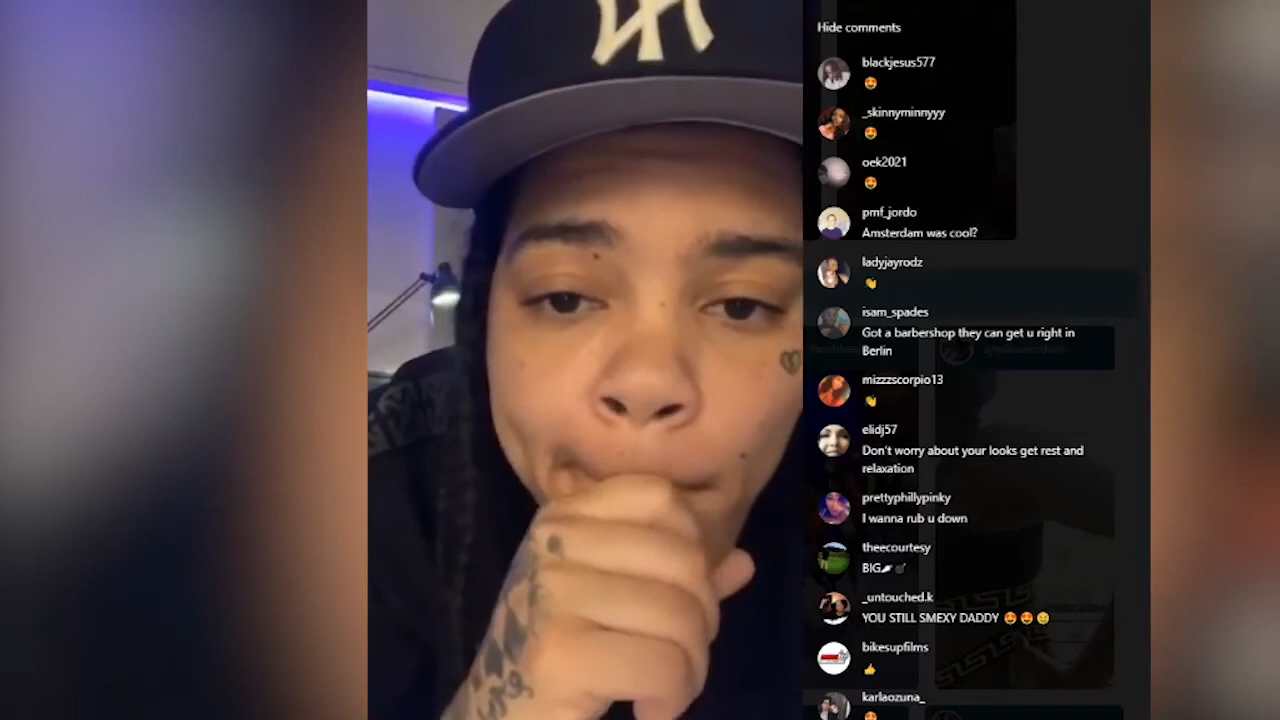 NY
Hide comments
blackjesus577
😍
_skinnyminnyyy
😍
oek2021
😍
pmf_jordo
Amsterdam was cool?
ladyjayrodz
👏
isam_spades
Got a barbershop they can get u right in
Berlin
mizzzscorpio13
👏
elidj57
Don't worry about your looks get rest and
relaxation
prettyphillypinky
I wanna rub u down
theecourtesy
BIG
_untouched.k
YOU STILL SMEXY DADDY 😍😍
bikesupfilms
👍
karlaozuna_
😍